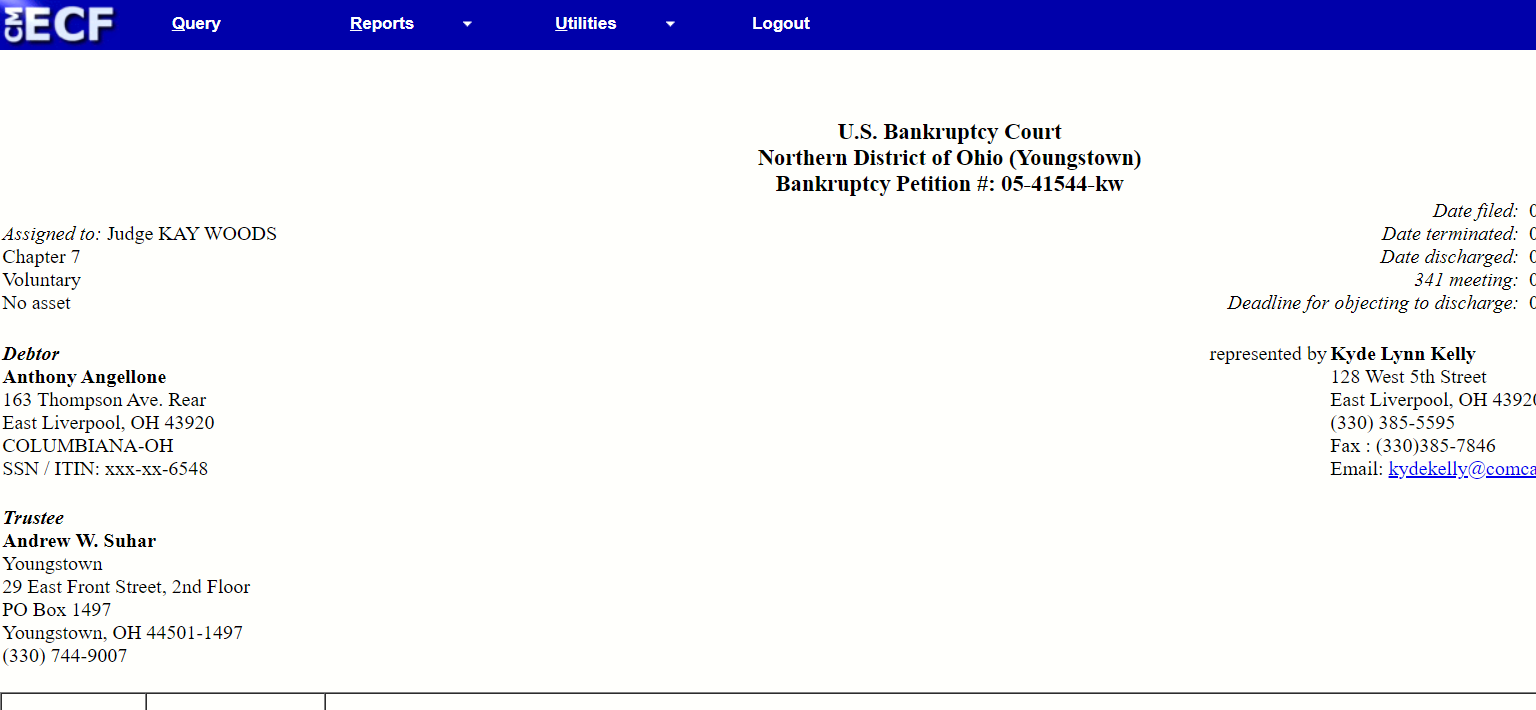 CM ECF Query Reports Utilities Logout
U.S. Bankruptcy Court
Northern District of Ohio (Youngstown)
Bankruptcy Petition #: 05-41544-kw
Date filed: 0
Assigned to: Judge KAY WOODS Date terminated: 0
Chapter 7 Date discharged: 0
Voluntary 341 meeting: 0
No asset Deadline for objecting to discharge: 0
Debtor
Anthony Angellone
163 Thompson Ave. Rear
East Liverpool, OH 43920
COLUMBIANA-OH
SSN / ITIN: xxx-xx-6548
represented by Kyde Lynn Kelly
128 West 5th Street
East Liverpool, OH 43920
(330) 385-5595
Fax : (330)385-7846
Email: kydekelly@comca
Trustee
Andrew W. Suhar
Youngstown
29 East Front Street, 2nd Floor
PO Box 1497
Youngstown, OH 44501-1497
(330) 744-9007